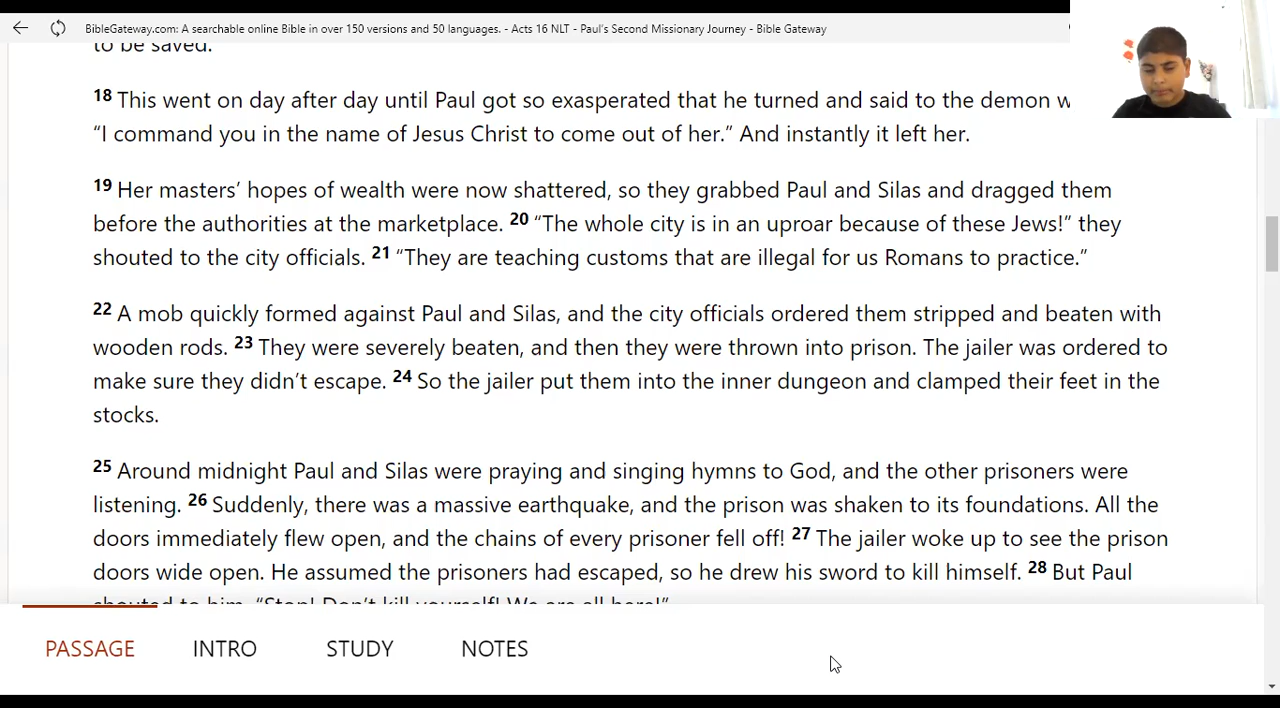 BibleGateway.com: A searchable online Bible in over 150 versions and 50 languages. - Acts 16 NLT - Paul's Second Missionary Journey - Bible Gateway
to be saved.
18 This went on day after day until Paul got so exasperated that he turned and said to the demon w
“I command you in the name of Jesus Christ to come out of her.” And instantly it left her.
19 Her masters’ hopes of wealth were now shattered, so they grabbed Paul and Silas and dragged them
before the authorities at the marketplace. 20 “The whole city is in an uproar because of these Jews!” they
shouted to the city officials. 21 “They are teaching customs that are illegal for us Romans to practice.”
22 A mob quickly formed against Paul and Silas, and the city officials ordered them stripped and beaten with
wooden rods. 23 They were severely beaten, and then they were thrown into prison. The jailer was ordered to
make sure they didn’t escape. 24 So the jailer put them into the inner dungeon and clamped their feet in the
stocks.
25 Around midnight Paul and Silas were praying and singing hymns to God, and the other prisoners were
listening. 26 Suddenly, there was a massive earthquake, and the prison was shaken to its foundations. All the
doors immediately flew open, and the chains of every prisoner fell off! 27 The jailer woke up to see the prison
doors wide open. He assumed the prisoners had escaped, so he drew his sword to kill himself. 28 But Paul
shouted to him, “Stop! Don’t kill yourself! We are all here!”
PASSAGE INTRO STUDY NOTES